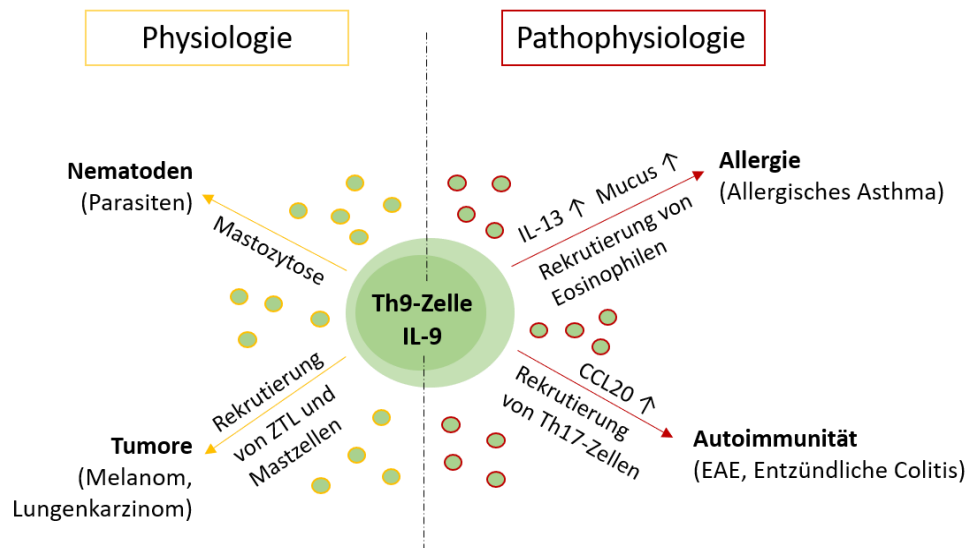 Physiologie
Pathophysiologie
Nematoden
(Parasiten)
Mastozytose
IL-13 ↑ Mucus ↑
Rekrutierung von
Eosinophilen
Allergie
(Allergisches Asthma)
Th9-Zelle
IL-9
Rekrutierung
von ZTL und
Mastzellen
Tumore
(Melanom,
Lungenkarzinom)
CCL20 ↑
Rekrutierung
von Th17-Zellen
Autoimmunität
(EAE, Entzündliche Colitis)